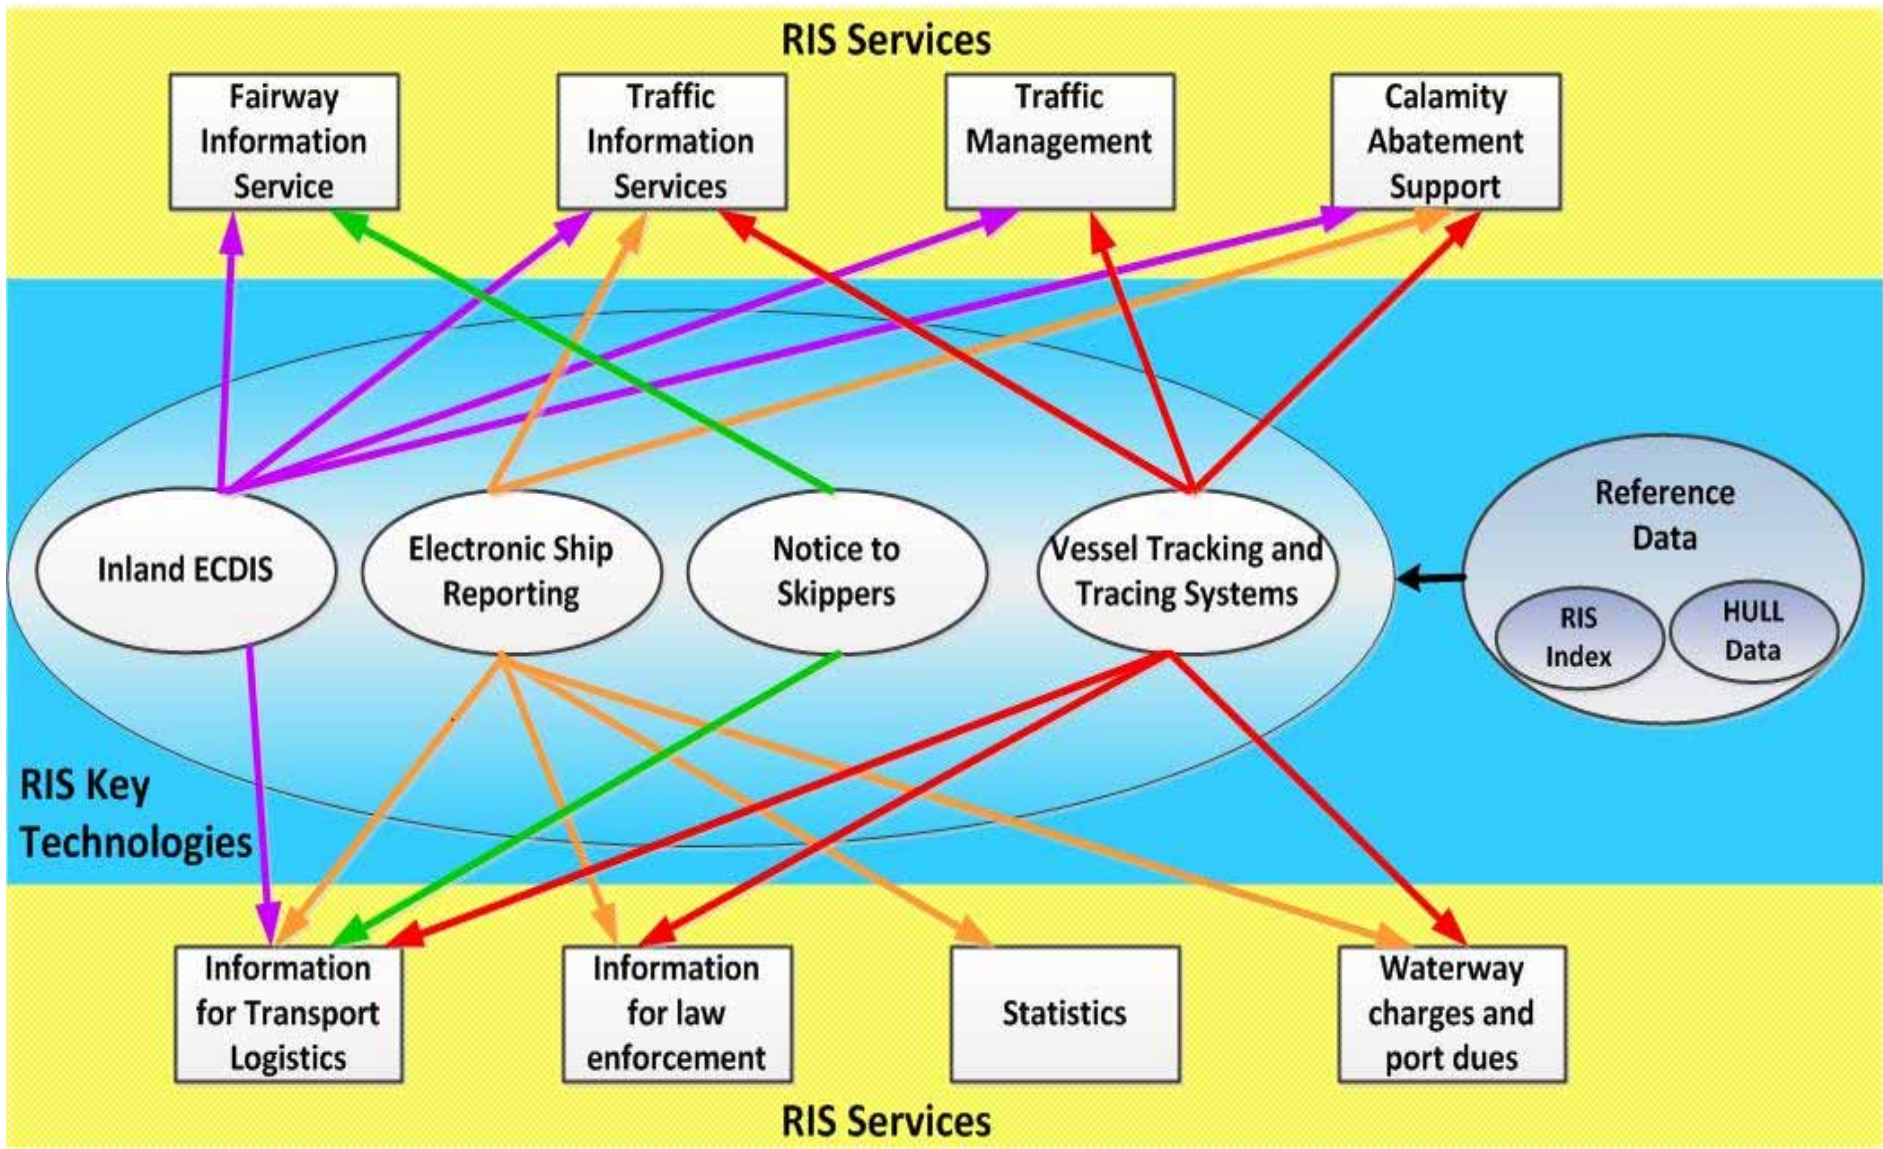 RIS Services
Fairway
Information
Service
Traffic
Information
Services
Traffic
Management
Calamity
Abatement
Support
Inland ECDIS
Electronic Ship
Reporting
Notice to
Skippers
Vessel Tracking and
Tracing Systems
Reference
Data
RIS
Index
HULL
Data
RIS Key
Technologies
Information
for Transport
Logistics
Information
for law
enforcement
Statistics
Waterway
charges and
port dues
RIS Services